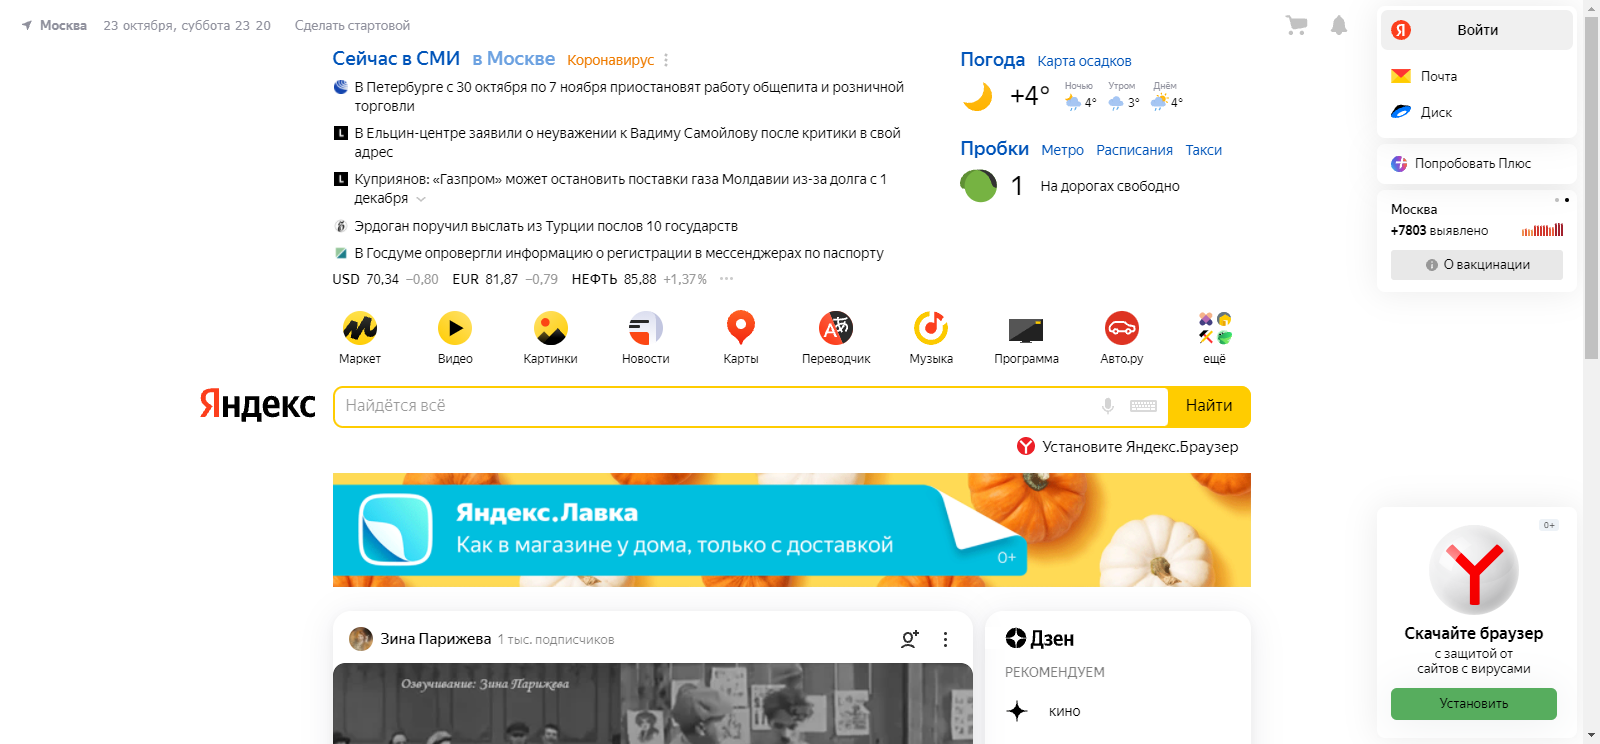 Москва 23 октября, суббота 23 20 Сделать стартовой
Сейчас в СМИ в Москве Коронавирус
В Петербурге с 30 октября по 7 ноября приостановят работу общепита и розничной
торговли
В Ельцин-центре заявили о неуважении к Вадиму Самойлову после критики в свой
адрес
Куприянов: «Газпром» может остановить поставки газа Молдавии из-за долга с 1
декабря
Эрдоган поручил выслать из Турции послов 10 государств
В Госдуме опровергли информацию о регистрации в мессенджерах по паспорту
USD 70,34 −0,80 EUR 81,87 −0,79 НЕФТЬ 85,88 +1,37%
Погода Карта осадков
+4°
Ночью 4°
Утром 3°
Днём 4°
Пробки Метро Расписания Такси
1 На дорогах свободно
Войти
Почта
Диск
Попробовать Плюс
Москва
+7803 выявлено
О вакцинации
Маркет Видео Картинки Новости Карты Переводчик Музыка Программа Авто.ру ещё
Яндекс Найдётся всё Найти
Установите Яндекс.Браузер
Яндекс.Лавка
Как в магазине у дома, только с доставкой
0+
Зина Парижева 1 тыс. подписчиков
Озвучивание: Зина Парижева
Дзен
РЕКОМЕНДУЕМ
кино
0+
Скачайте браузер
с защитой от
сайтов с вирусами
Установить